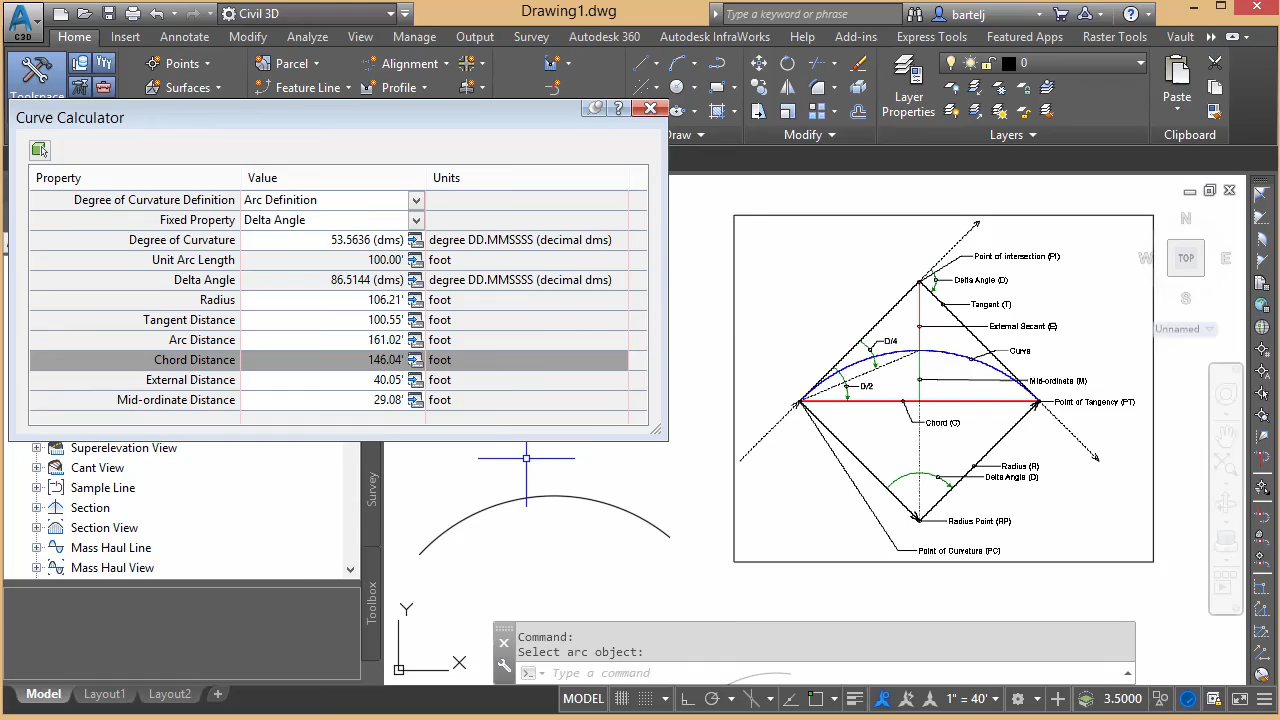 Civil 3D
Drawing1.dwg
Type a keyword or phrase
bartelj
C3D
Home Insert Annotate Modify Analyze View Manage Output Survey Autodesk 360 Autodesk InfraWorks Help Add-ins Express Tools Featured Apps Raster Tools Vault
Points
Parcel
Alignment
Surfaces
Feature Line
Profile
Toolspace
Layer
Properties
0
Paste
Draw
Modify
Layers
Clipboard
Curve Calculator
Property Value Units
Degree of Curvature Definition Arc Definition
Fixed Property Delta Angle
Degree of Curvature 53.5636 (dms) degree DD.MMSSSS (decimal dms)
Unit Arc Length 100.00' foot
Delta Angle 86.5144 (dms) degree DD.MMSSSS (decimal dms)
Radius 106.21' foot
Tangent Distance 100.55' foot
Arc Distance 161.02' foot
Chord Distance 146.04' foot
External Distance 40.05' foot
Mid-ordinate Distance 29.08' foot
Superelevation View
Cant View
Sample Line
Section
Section View
Mass Haul Line
Mass Haul View
Survey
Toolbox
Point of intersection (PI)
Delta Angle (D)
Tangent (T)
External Secant (E)
D/4
Curve
D/2
Mid-ordinate (M)
Point of Tangency (PT)
Chord (C)
Radius (R)
Delta Angle (D)
Radius Point (RP)
Point of Curvature (PC)
N
W
TOP
E
S
Unnamed
Y
X
Command:
Select arc object:
Type a command
Model Layout1 Layout2 +
MODEL
1" = 40'
3.5000